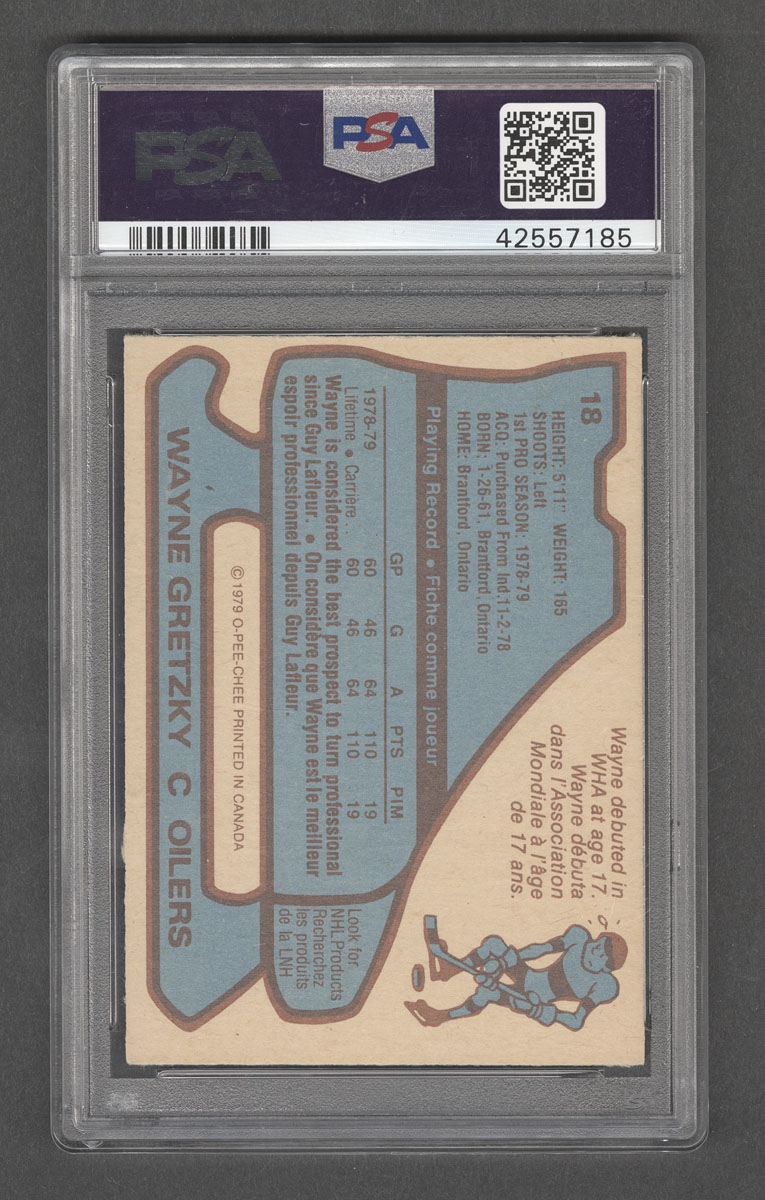 PSA
PSA
42557185
18
HEIGHT: 5'11" WEIGHT: 165
SHOOTS: Left
1st PRO SEASON: 1978-79
ACQ: Purchased From Ind.11-2-78
BORN: 1-26-61, Brantford, Ontario
HOME: Brantford, Ontario
Wayne debuted in
WHA at age 17.
Wayne débuta
dans l'Association
Mondiale à l'âge
de 17 ans.
Playing Record • Fiche comme joueur
GP G A PTS PIM
1978-79 60 46 64 110 19
Lifetime • Carrière . . 60 46 64 110 19
Wayne is considered the best prospect to turn professional
since Guy Lafleur. • On considère que Wayne est le meilleur
espoir professionnel depuis Guy Lafleur.
Look for
NHL Products
Recherchez
les produits
de la LNH
© 1979 O-PEE-CHEE PRINTED IN CANADA
WAYNE GRETZKY C OILERS